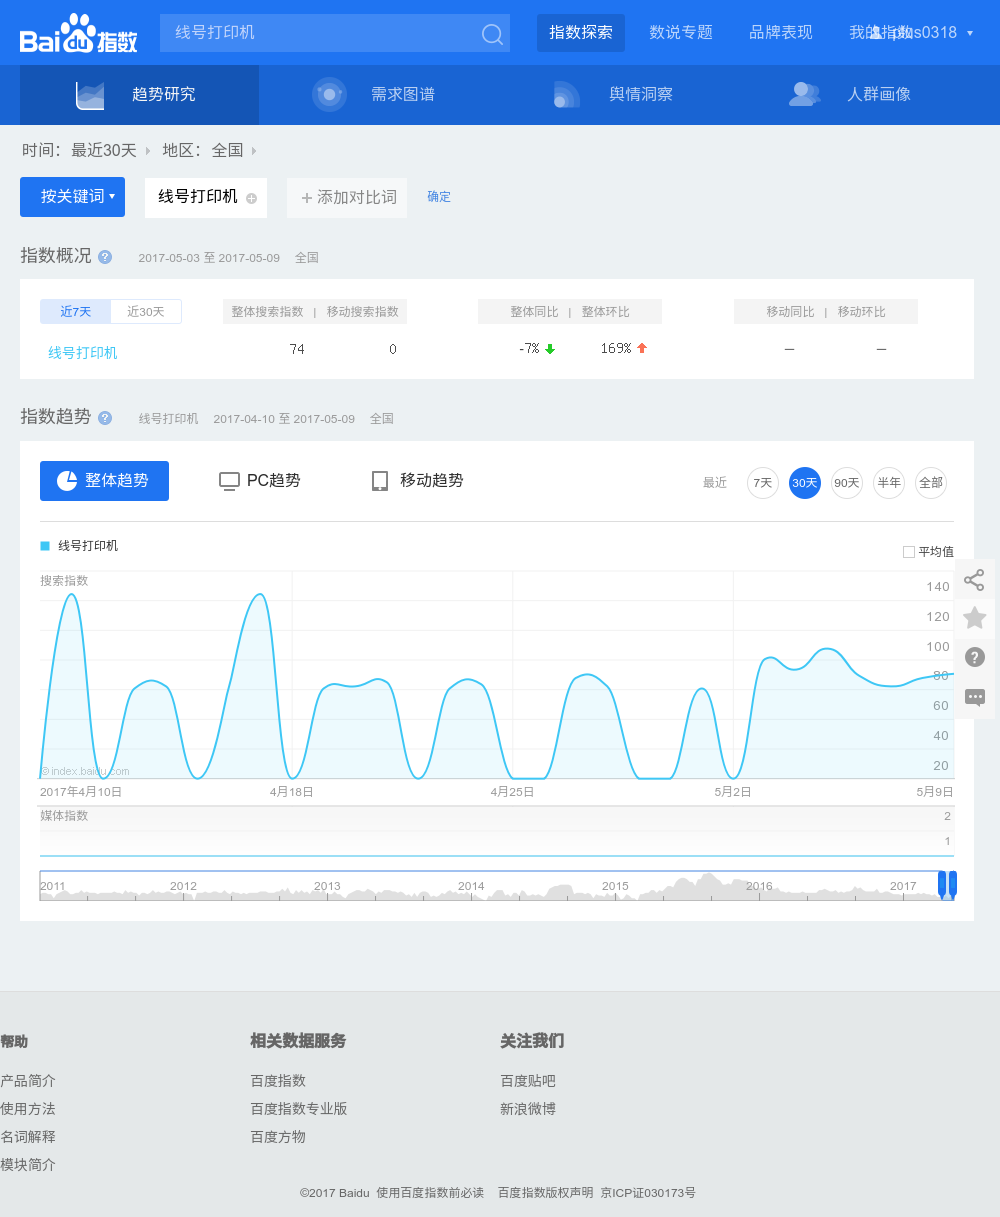 Bai du 指数
线号打印机
指数探索 数说专题 品牌表现 我的指数 plus0318
趋势研究 需求图谱 舆情洞察 人群画像
时间: 最近30天 地区: 全国
按关键词 线号打印机 +添加对比词 确定
指数概况 ? 2017-05-03 至 2017-05-09 全国
近7天 近30天 整体搜索指数 | 移动搜索指数 整体同比 | 整体环比 移动同比 | 移动环比
线号打印机 74 0 -7% 169% — —
指数趋势 ? 线号打印机 2017-04-10 至 2017-05-09 全国
整体趋势 PC趋势 移动趋势 最近 7天 30天 90天 半年 全部
线号打印机
平均值
搜索指数
140
120
100
80
60
40
20
©index.baidu.com
2017年4月10日 4月18日 4月25日 5月2日 5月9日
媒体指数 2
1
2011 2012 2013 2014 2015 2016 2017
帮助 相关数据服务 关注我们
产品简介 百度指数 百度贴吧
使用方法 百度指数专业版 新浪微博
名词解释 百度方物
模块简介
©2017 Baidu 使用百度指数前必读 百度指数版权声明 京ICP证030173号